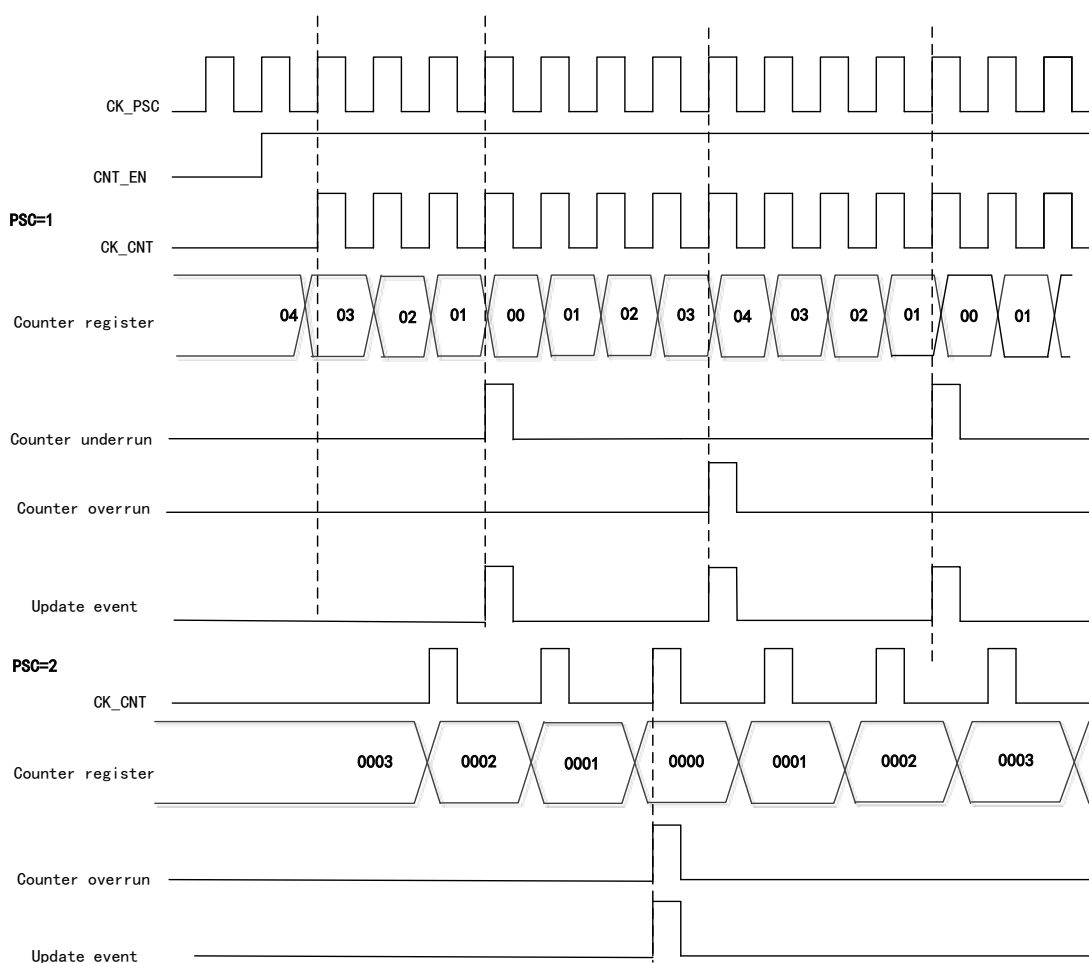 CK_PSC
CNT_EN
PSC=1
CK_CNT
Counter register 04 03 02 01 00 01 02 03 04 03 02 01 00 01
Counter underrun
Counter overrun
Update event
PSC=2
CK_CNT
Counter register 0003 0002 0001 0000 0001 0002 0003
Counter overrun
Update event